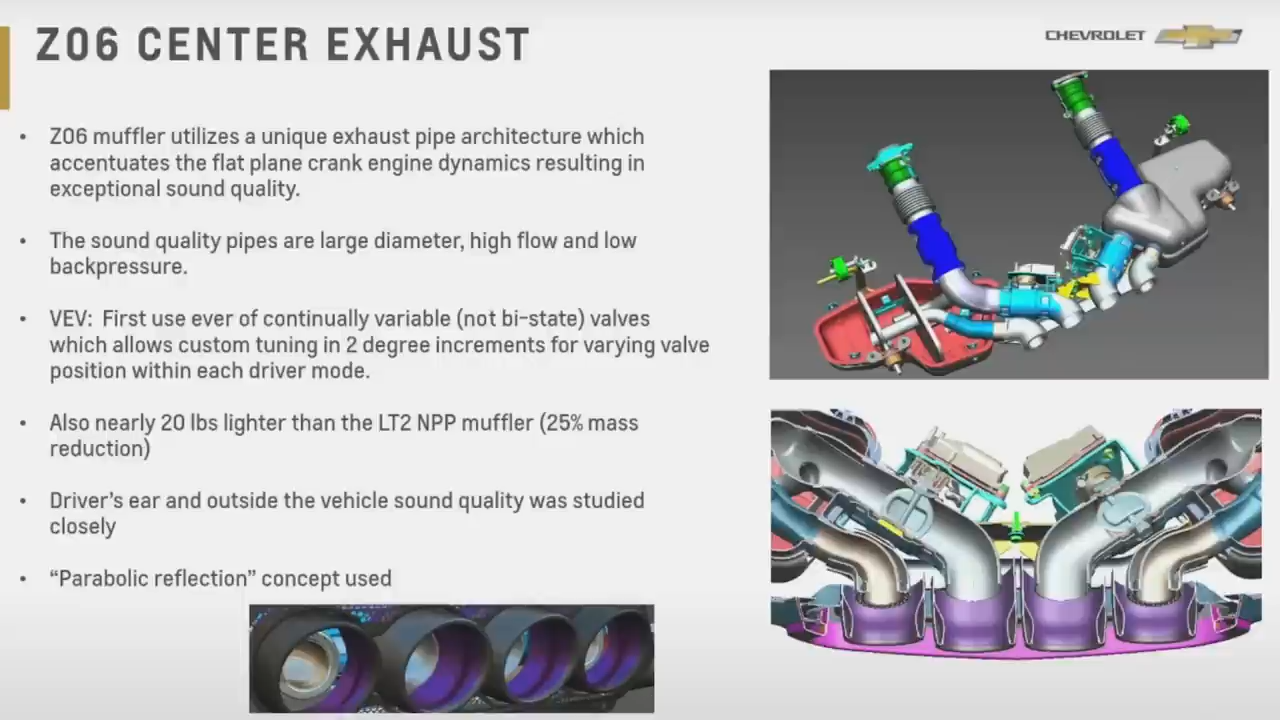 Z06 CENTER EXHAUST
CHEVROLET
• Z06 muffler utilizes a unique exhaust pipe architecture which
accentuates the flat plane crank engine dynamics resulting in
exceptional sound quality.
• The sound quality pipes are large diameter, high flow and low
backpressure.
• VEV: First use ever of continually variable (not bi-state) valves
which allows custom tuning in 2 degree increments for varying valve
position within each driver mode.
• Also nearly 20 lbs lighter than the LT2 NPP muffler (25% mass
reduction)
• Driver's ear and outside the vehicle sound quality was studied
closely
• “Parabolic reflection” concept used